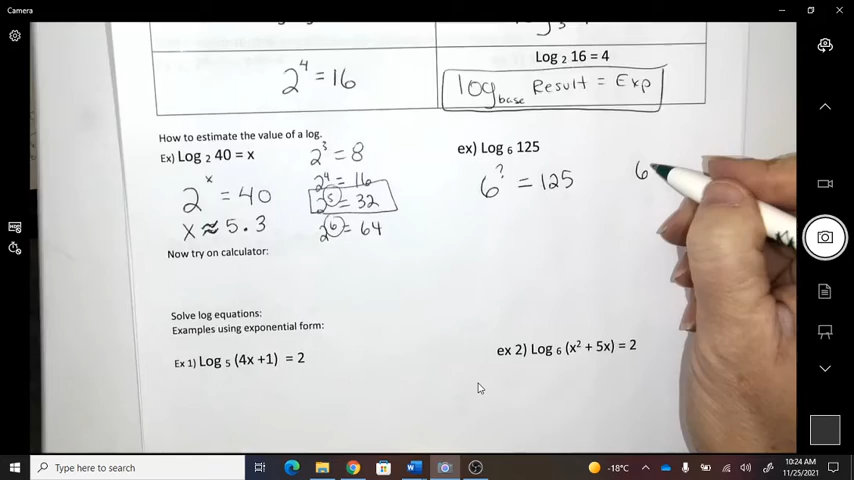 Camera
2⁴ = 16
Log ₂ 16 = 4
log base Result = Exp
How to estimate the value of a log.
Ex) Log ₂ 40 = x
2ˣ = 40
x ≈ 5.3
2³ = 8
2⁴ = 16
2⁵ = 32
2⁶ = 64
ex) Log ₆ 125
6^? = 125
6
Now try on calculator:
Solve log equations:
Examples using exponential form:
Ex 1) Log ₅ (4x +1) = 2
ex 2) Log ₆ (x² + 5x) = 2
Type here to search
-18°C
10:24 AM
11/25/2021